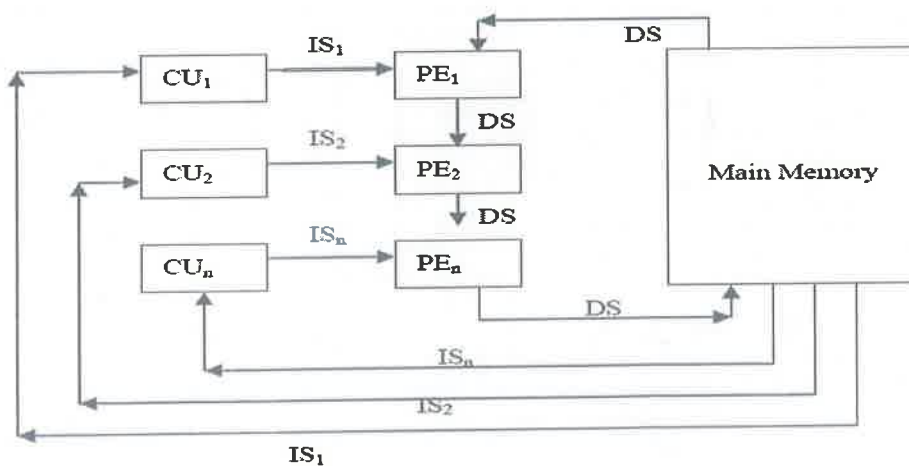 IS₁
DS
CU₁
PE₁
DS
IS₂
CU₂
PE₂
Main Memory
DS
ISₙ
CUₙ
PEₙ
DS
ISₙ
IS₂
IS₁